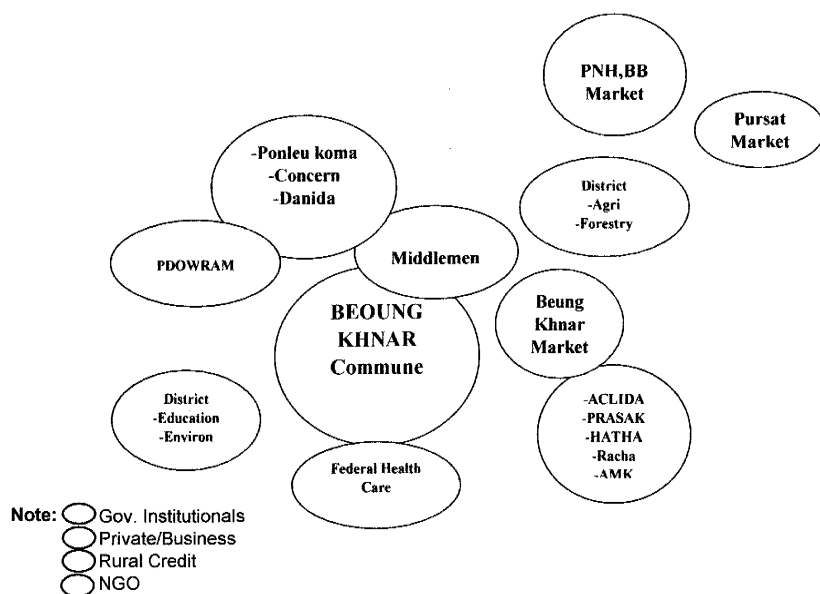 PNH,BB
Market
Pursat
Market
-Ponleu koma
-Concern
-Danida
District
-Agri
-Forestry
PDOWRAM
Middlemen
BEOUNG
KHNAR
Commune
Beung
Khnar
Market
District
-Education
-Environ
-ACLIDA
-PRASAK
-HATHA
-Racha
-AMK
Federal Health
Care
Note: Gov. Institutionals
Private/Business
Rural Credit
NGO